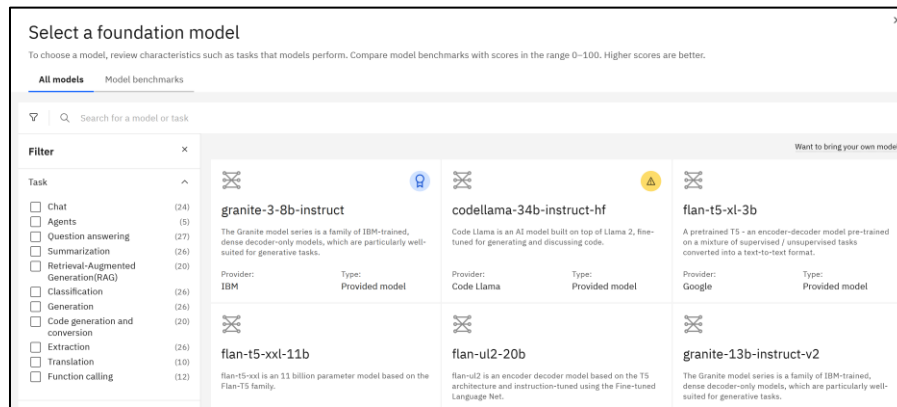 Select a foundation model
To choose a model, review characteristics such as tasks that models perform. Compare model benchmarks with scores in the range 0–100. Higher scores are better.
All models Model benchmarks
Search for a model or task
Filter
Want to bring your own model
Task
Chat (24)
Agents (5)
Question answering (27)
Summarization (26)
Retrieval-Augmented (20)
Generation(RAG)
Classification (26)
Generation (26)
Code generation and (20)
conversion
Extraction (26)
Translation (10)
Function calling (12)
granite-3-8b-instruct
The Granite model series is a family of IBM-trained,
dense decoder-only models, which are particularly well-
suited for generative tasks.
Provider: Type:
IBM Provided model
codellama-34b-instruct-hf
Code Llama is an AI model built on top of Llama 2, fine-
tuned for generating and discussing code.
Provider: Type:
Code Llama Provided model
flan-t5-xl-3b
A pretrained T5 - an encoder-decoder model pre-trained
on a mixture of supervised / unsupervised tasks
converted into a text-to-text format.
Provider: Type:
Google Provided model
flan-t5-xxl-11b
flan-t5-xxl is an 11 billion parameter model based on the
Flan-T5 family.
flan-ul2-20b
flan-ul2 is an encoder decoder model based on the T5
architecture and instruction-tuned using the Fine-tuned
Language Net.
granite-13b-instruct-v2
The Granite model series is a family of IBM-trained,
dense decoder-only models, which are particularly well-
suited for generative tasks.